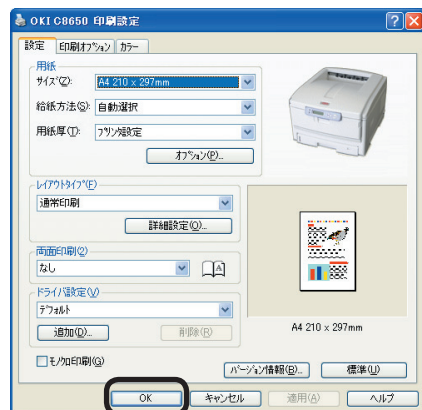 OKI C8650 印刷設定
設定 印刷オプション カラー
用紙
サイズ(Z): A4 210 x 297mm
給紙方法(S): 自動選択
用紙厚(T): プリンタ設定
オプション(P)...
レイアウトタイプ(E)
通常印刷
詳細設定(O)...
両面印刷(2)
なし
ドライバ設定(V)
デフォルト
追加(D)... 削除(R)
A4 210 x 297mm
モノクロ印刷(G)
バージョン情報(B)... 標準(U)
OK キャンセル 適用(A) ヘルプ